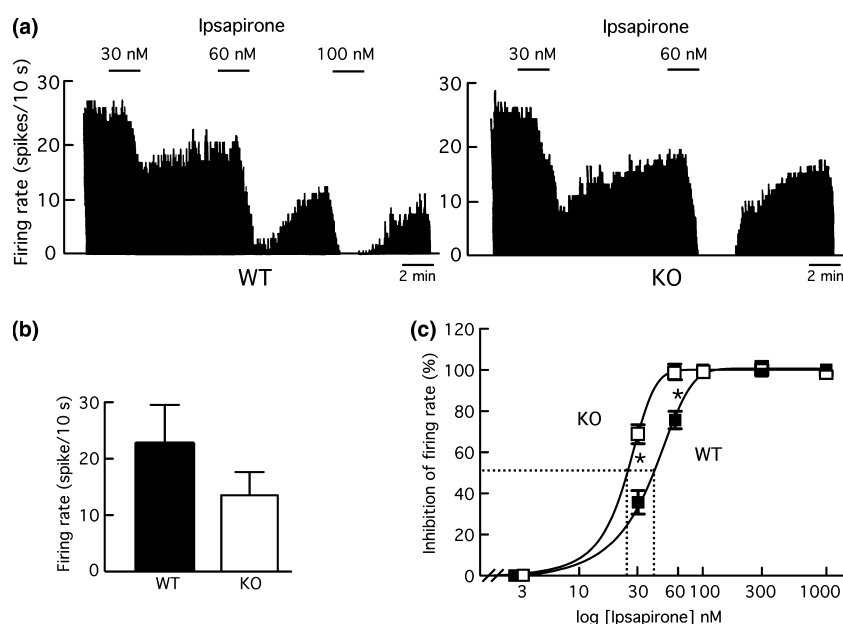 (a)
Ipsapirone
30 nM 60 nM 100 nM
Firing rate (spikes/10 s)
30
20
10
0
WT
2 min
Ipsapirone
30 nM 60 nM
30
20
10
0
KO
2 min
(b)
Firing rate (spike/10 s)
30
20
10
0
WT KO
(c)
Inhibition of firing rate (%)
120
100
80
60
40
20
0
KO
WT
*
*
3 10 30 60 100 300 1000
log [Ipsapirone] nM